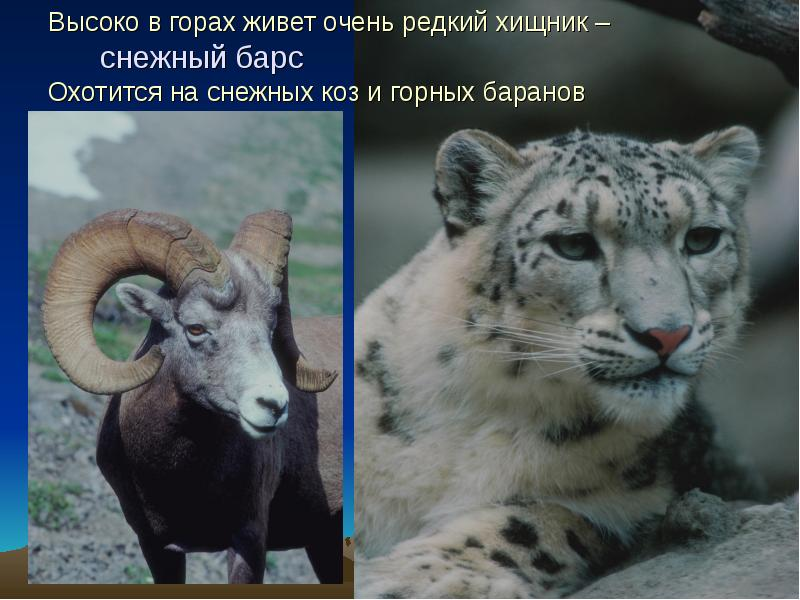 Высоко в горах живет очень редкий хищник –
снежный барс
Охотится на снежных коз и горных баранов